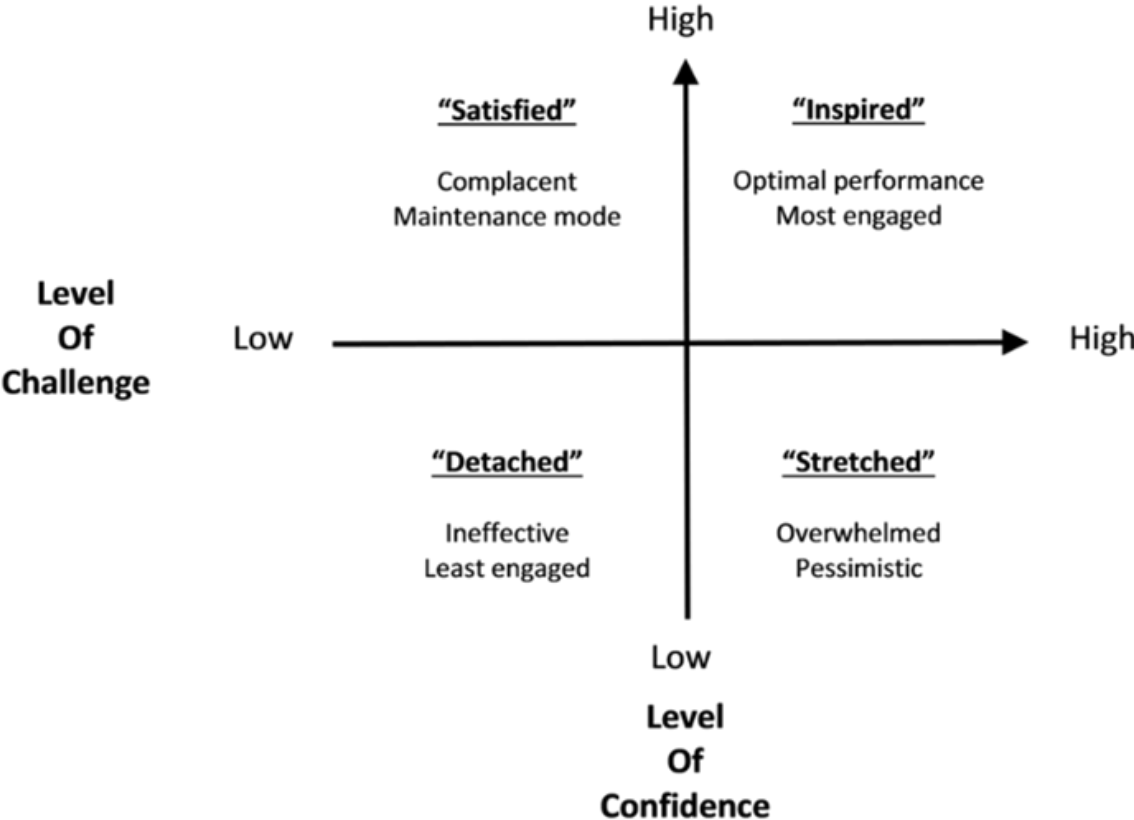 High
“Satisfied”
“Inspired”
Complacent
Maintenance mode
Optimal performance
Most engaged
Level
Of
Challenge
Low
High
“Detached”
“Stretched”
Ineffective
Least engaged
Overwhelmed
Pessimistic
Low
Level
Of
Confidence